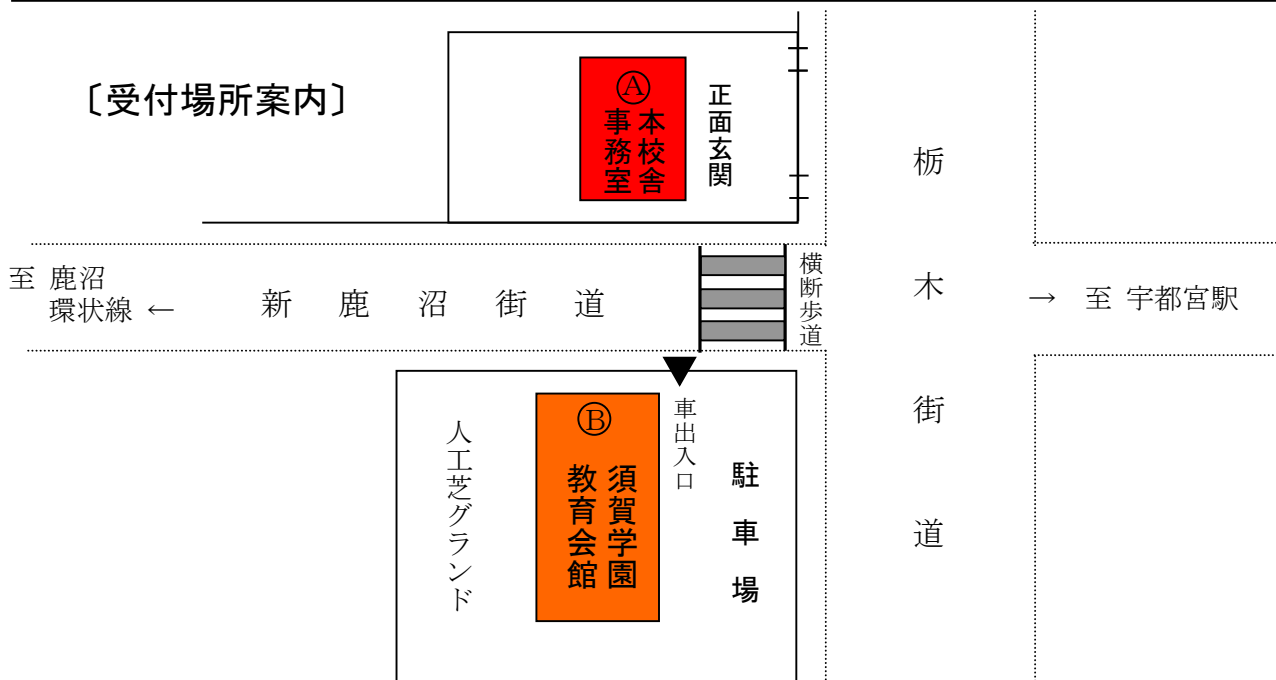 〔受付場所案内〕
Ⓐ
本校舎
事務室
正面玄関
栃木街道
至 鹿沼
環状線 ←
新鹿沼街道
横断歩道
→ 至 宇都宮駅
人工芝グランド
Ⓑ
須賀学園
教育会館
車出入口
駐車場